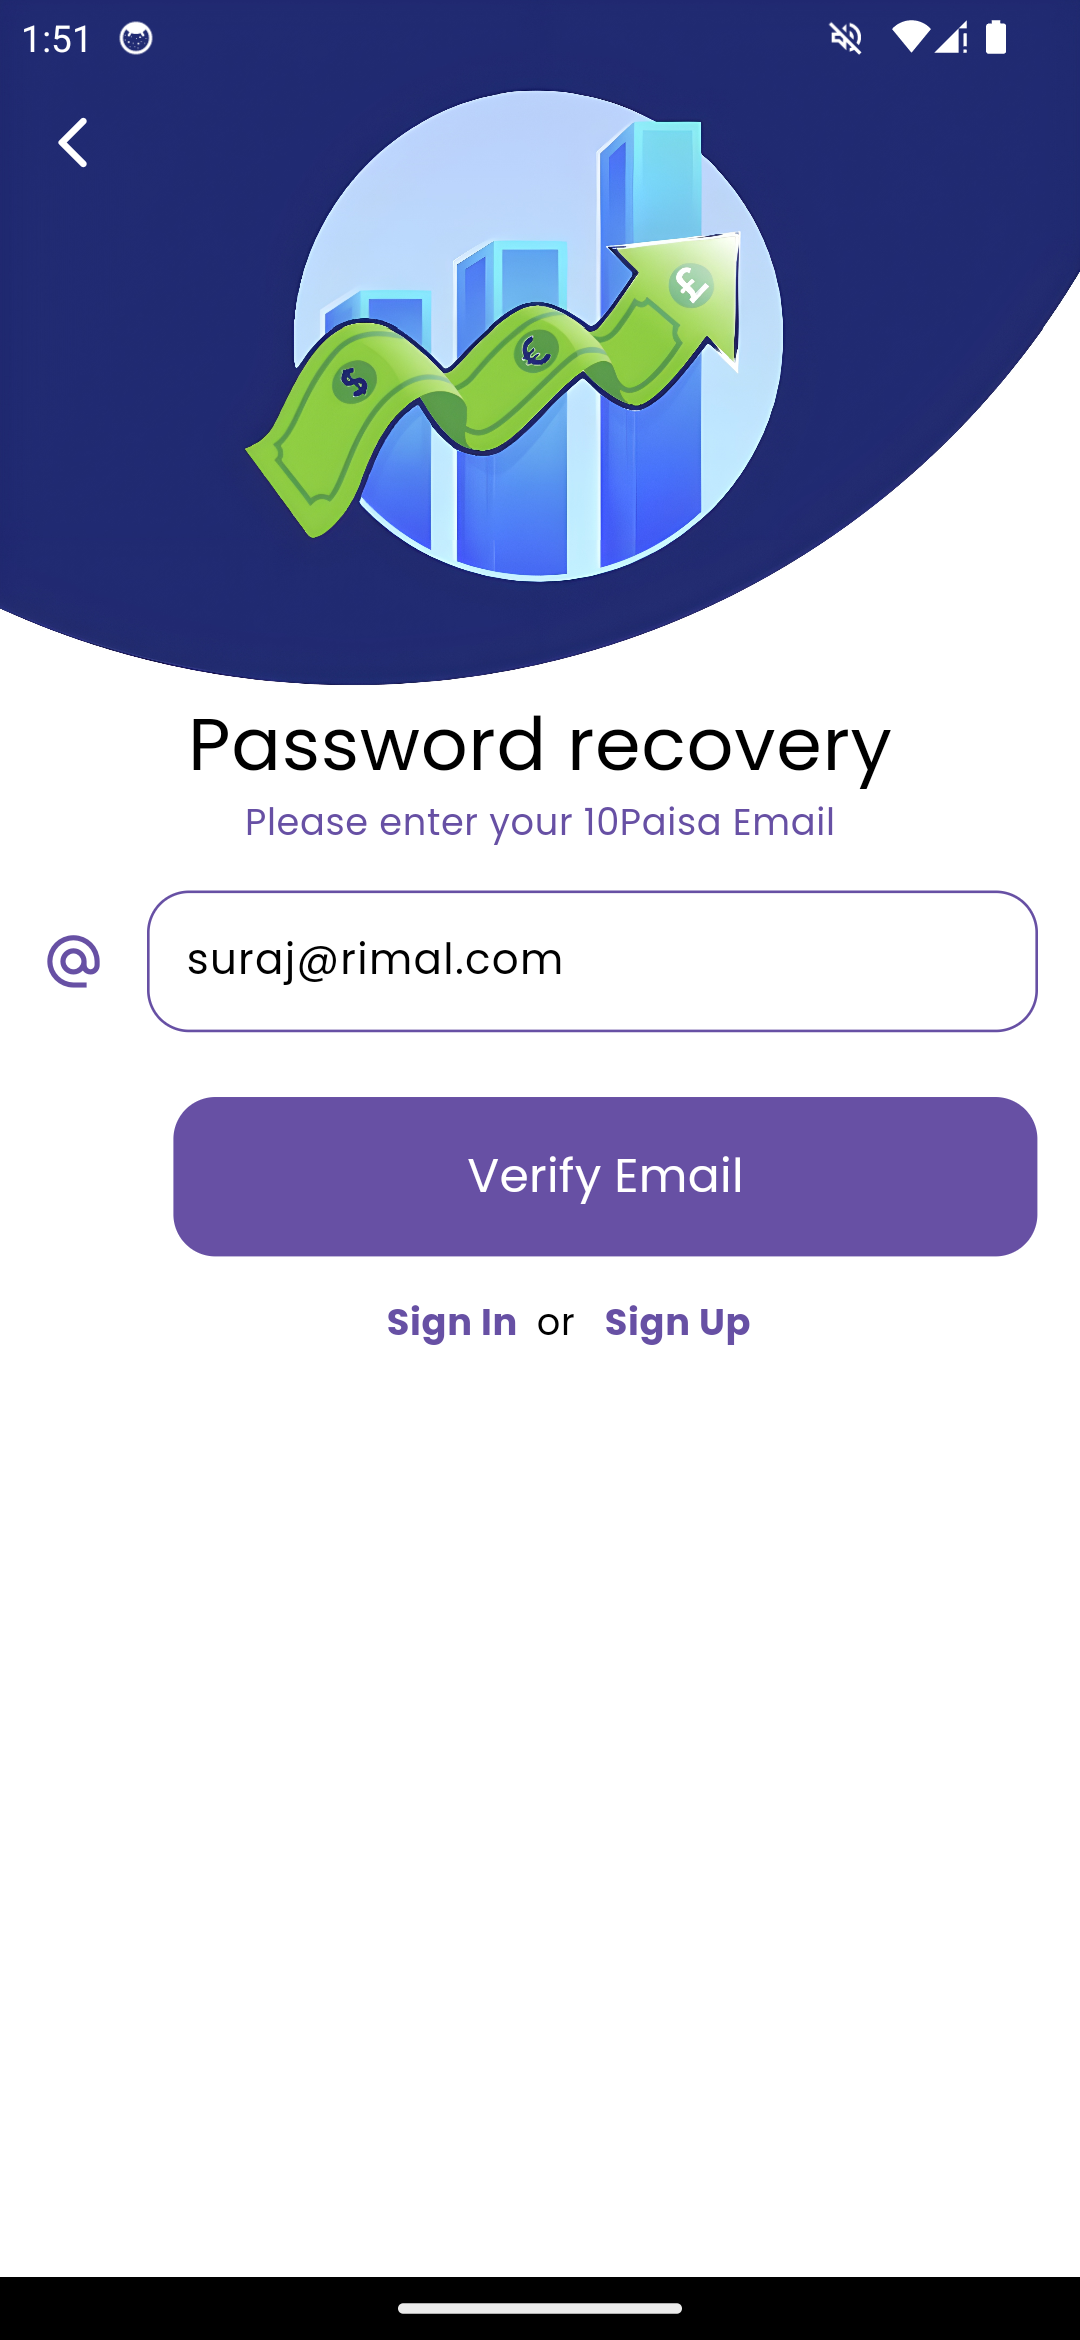 1:51
$
€
£
Password recovery
Please enter your 10Paisa Email
suraj@rimal.com
Verify Email
Sign In or Sign Up